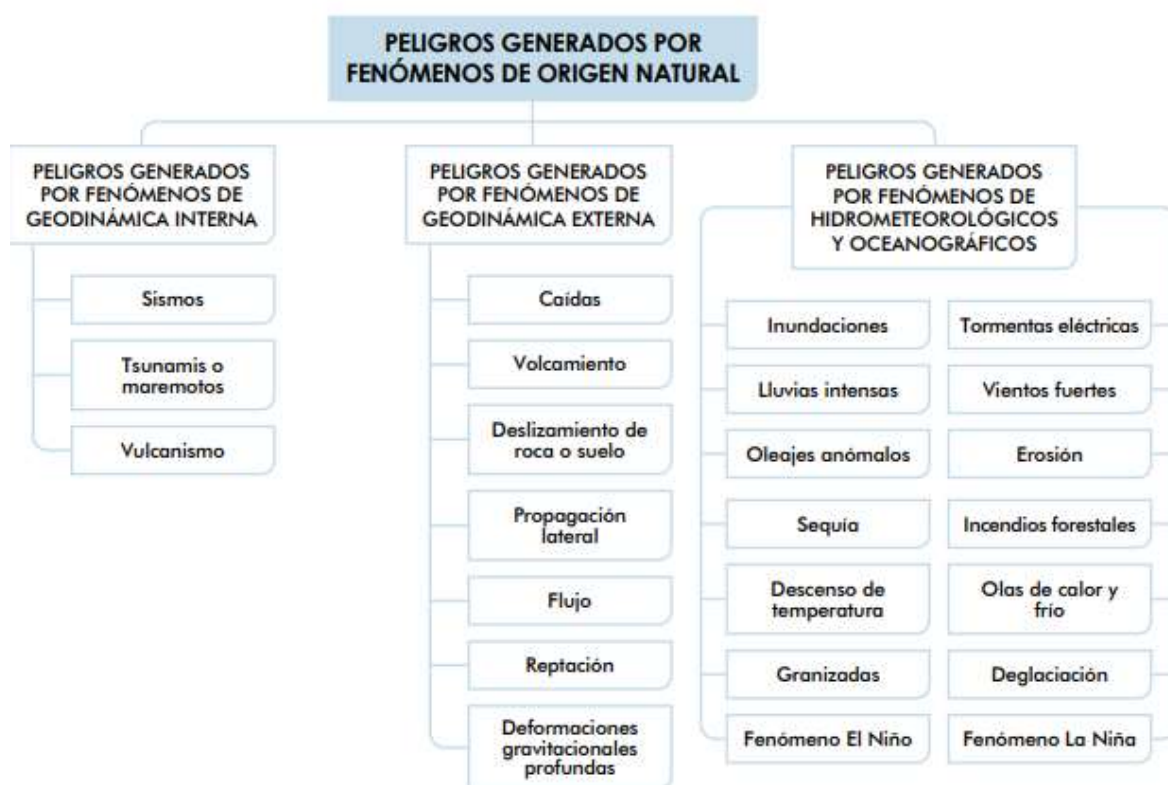 PELIGROS GENERADOS POR
FENÓMENOS DE ORIGEN NATURAL
PELIGROS GENERADOS
POR FENÓMENOS DE
GEODINÁMICA INTERNA
Sísmos
Tsunamis o
maremotos
Vulcanismo
PELIGROS GENERADOS
POR FENÓMENOS DE
GEODINÁMICA EXTERNA
Caídas
Volcamiento
Deslizamiento de
roca o suelo
Propagación
lateral
Flujo
Reptación
Deformaciones
gravitacionales
profundas
PELIGROS GENERADOS
POR FENÓMENOS DE
HIDROMETEOROLÓGICOS
Y OCEANOGRÁFICOS
Inundaciones
Lluvias intensas
Oleajes anómalos
Sequía
Descenso de
temperatura
Granizadas
Fenómeno El Niño
Tormentas eléctricas
Vientos fuertes
Erosión
Incendios forestales
Olas de calor y
frío
Deglaciación
Fenómeno La Niña